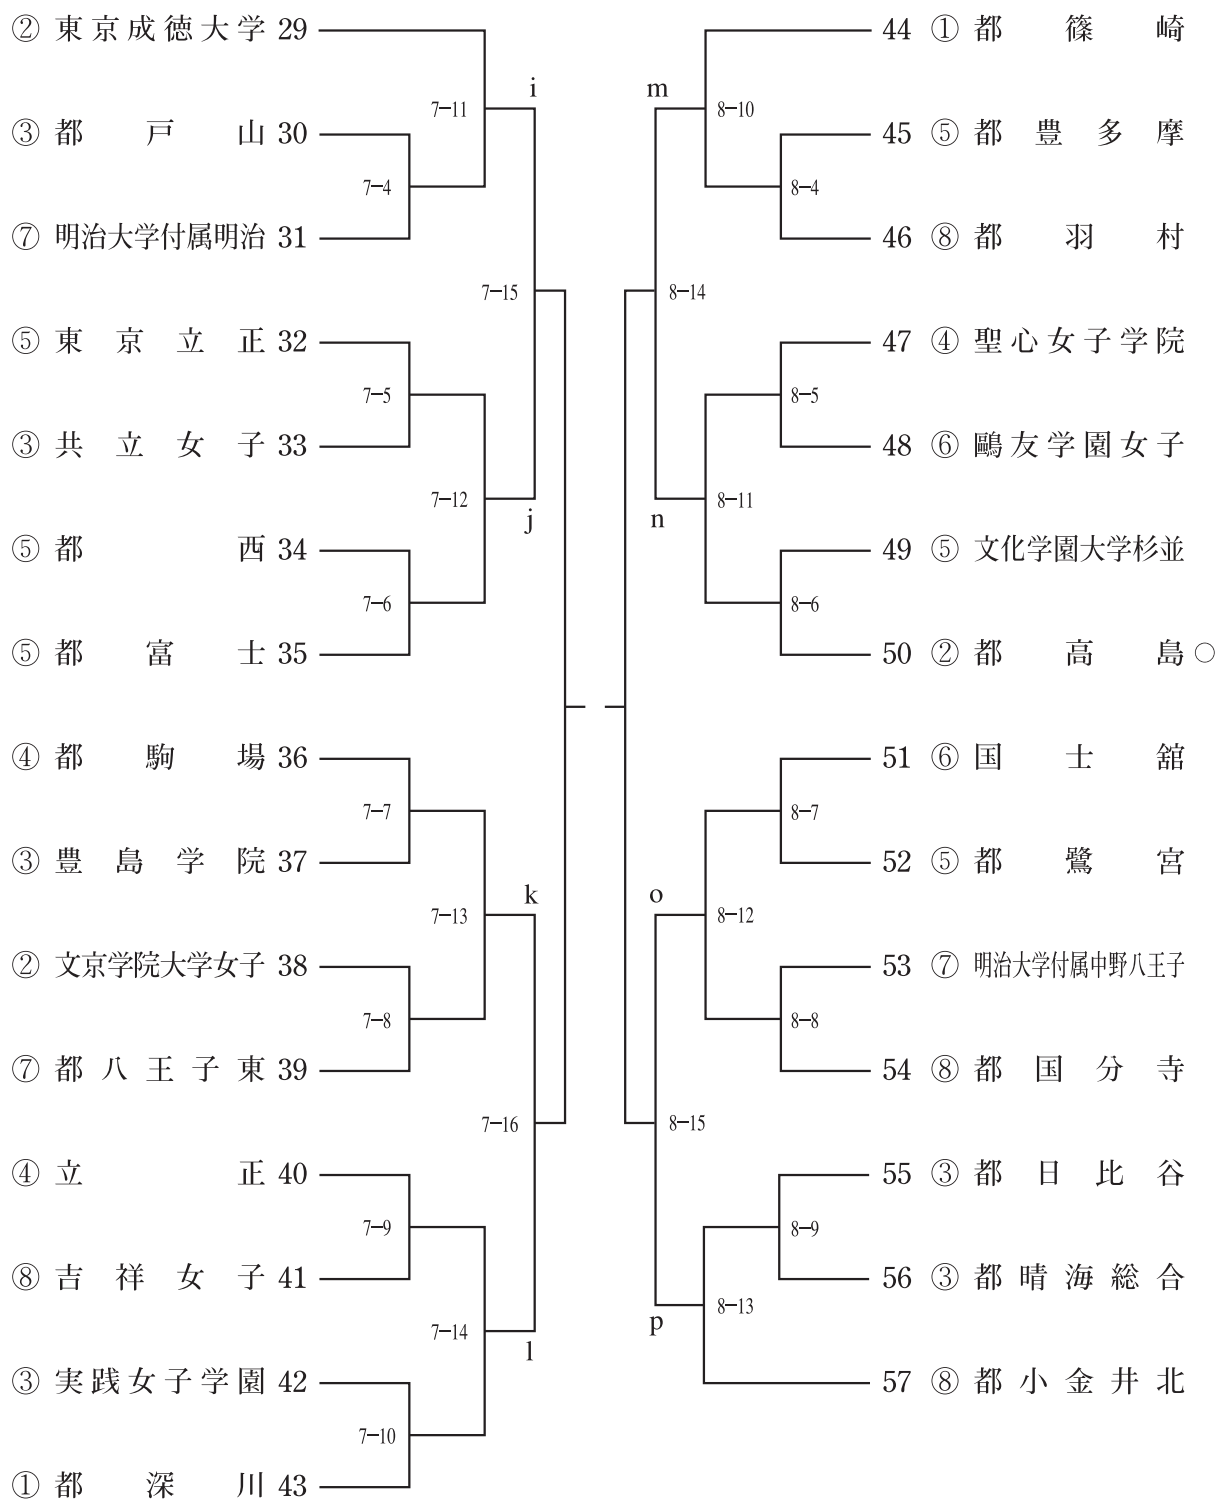 ② 東京成徳大学 29
i
7−11
③ 都戸山 30
7−4
⑦ 明治大学付属明治 31
7−15
⑤ 東京立正 32
7−5
③ 共立女子 33
7−12
j
⑤ 都西 34
7−6
⑤ 都富士 35
④ 都駒場 36
7−7
③ 豊島学院 37
k
7−13
② 文京学院大学女子 38
7−8
⑦ 都八王子東 39
7−16
④ 立正 40
7−9
⑧ 吉祥女子 41
7−14
l
③ 実践女子学園 42
7−10
① 都深川 43
44 ① 都篠崎
m
8−10
45 ⑤ 都豊多摩
8−4
46 ⑧ 都羽村
8−14
47 ④ 聖心女子学院
8−5
48 ⑥ 鷗友学園女子
8−11
n
49 ⑤ 文化学園大学杉並
8−6
50 ② 都高島○
51 ⑥ 国士舘
8−7
52 ⑤ 都鷺宮
o
8−12
53 ⑦ 明治大学付属中野八王子
8−8
54 ⑧ 都国分寺
8−15
55 ③ 都日比谷
8−9
56 ③ 都晴海総合
8−13
p
57 ⑧ 都小金井北